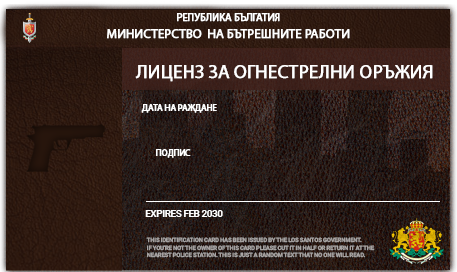 РЕПУБЛИКА БЪЛГАТИЯ
МИНИСТЕРСТВО НА БЪТРЕШНИТЕ РАБОТИ
ЛИЦЕНЗ ЗА ОГНЕСТРЕЛНИ ОРЪЖИЯ
ДАТА НА РАЖДАНЕ
ПОДПИС
EXPIRES FEB 2030
THIS IDENTIFICATION CARD HAS BEEN ISSUED BY THE LOS SANTOS GOVERNMENT.
IF YOU'RE NOT THE OWNER OF THIS CARD PLEASE CUT IT IN HALF OR RETURN IT AT THE
NEAREST POLICE STATION. THIS IS JUST A RANDOM TEXT THAT NO ONE WILL READ.